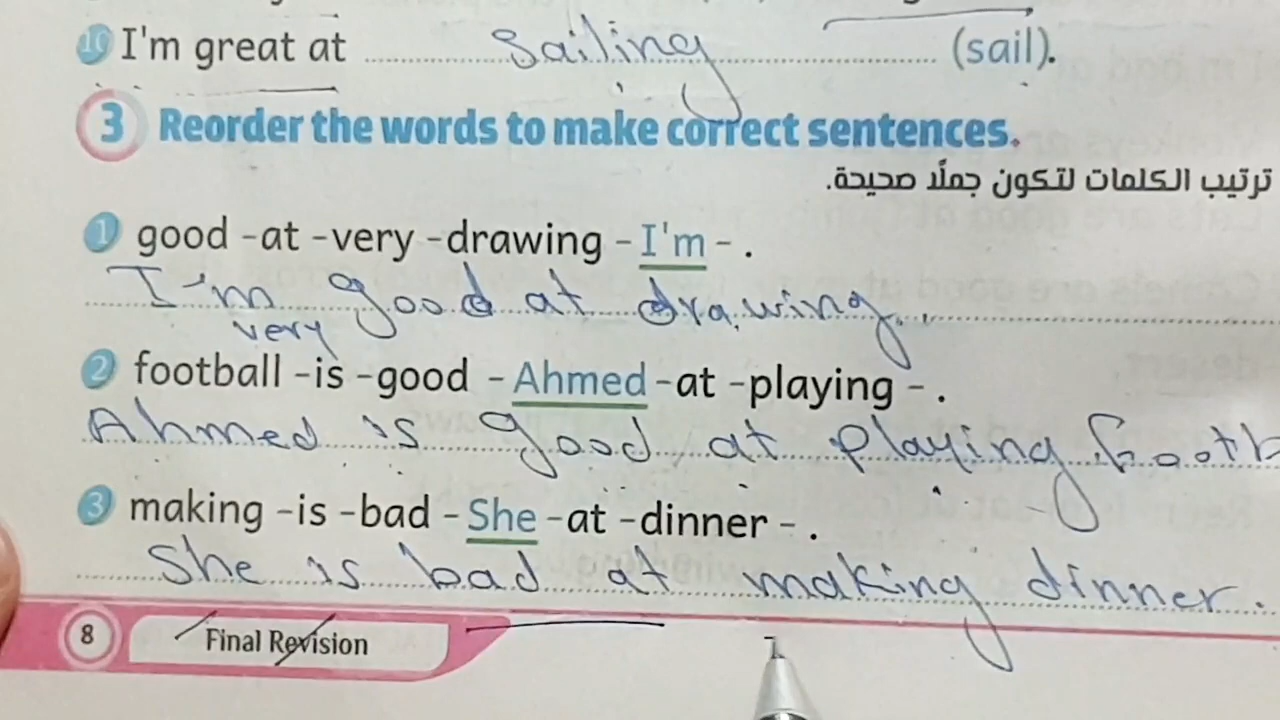 10 I'm great at sailing (sail).
3 Reorder the words to make correct sentences.
ترتيب الكلمات لتكون جملًا صحيحة.
1 good -at -very -drawing - I'm - .
I'm good at drawing.
very
2 football -is -good - Ahmed -at -playing - .
Ahmed is good at playing footb
3 making -is -bad - She -at -dinner - .
She is bad at making dinner.
8 Final Revision